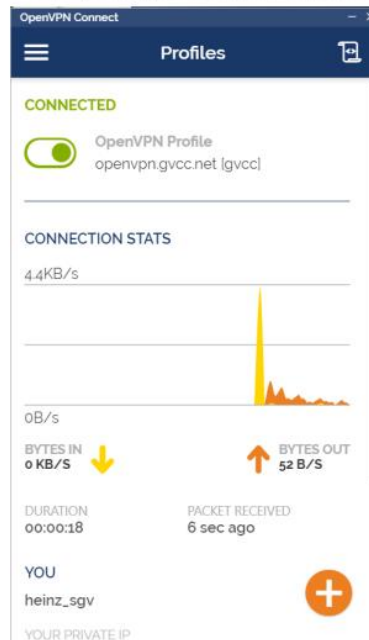 OpenVPN Connect
Profiles
CONNECTED
OpenVPN Profile
openvpn.gvcc.net [gvcc]
CONNECTION STATS
4.4KB/s
0B/s
BYTES IN
0 KB/S
BYTES OUT
52 B/S
DURATION
00:00:18
PACKET RECEIVED
6 sec ago
YOU
heinz_sgv
YOUR PRIVATE IP